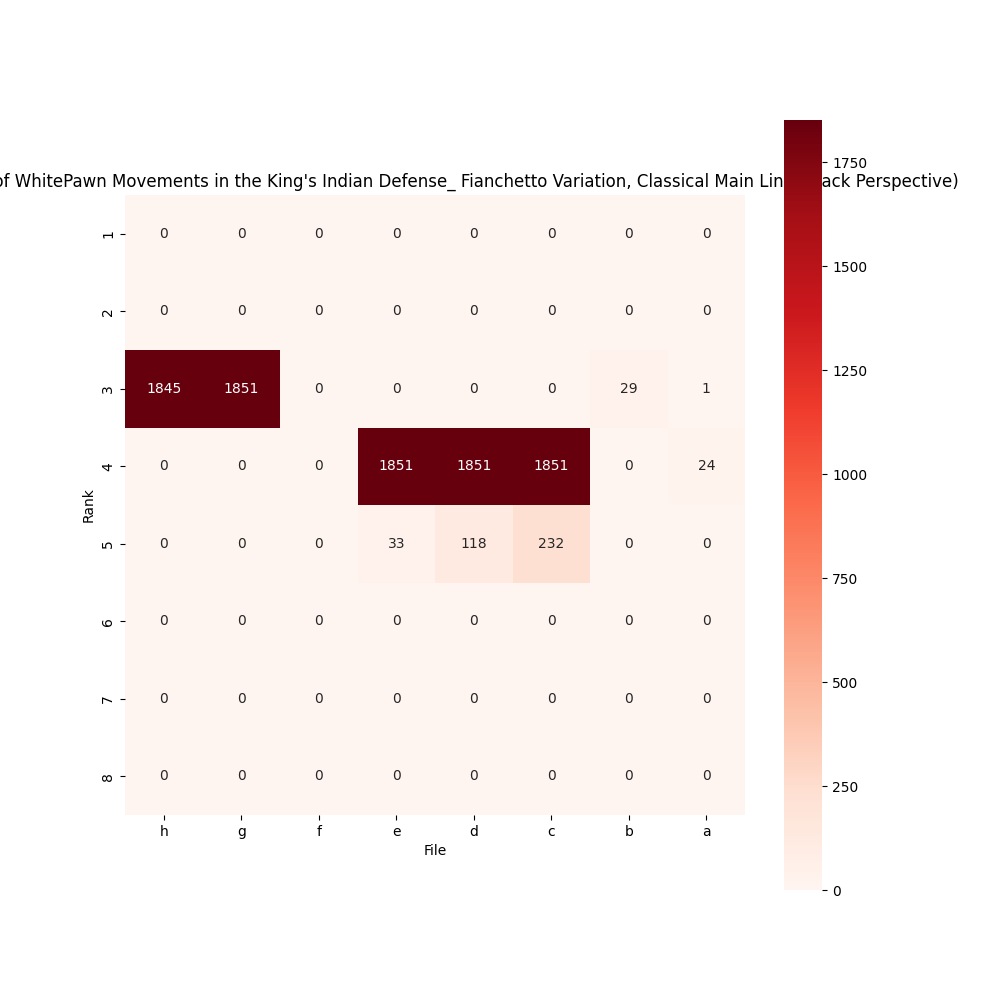 of WhitePawn Movements in the King's Indian Defense_ Fianchetto Variation, Classical Main Lin ack Perspective)
1 0 0 0 0 0 0 0 0
2 0 0 0 0 0 0 0 0
3 1845 1851 0 0 0 0 29 1
4 0 0 0 1851 1851 1851 0 24
5 0 0 0 33 118 232 0 0
6 0 0 0 0 0 0 0 0
7 0 0 0 0 0 0 0 0
8 0 0 0 0 0 0 0 0
h g f e d c b a
File
Rank
1750
1500
1250
1000
750
500
250
0